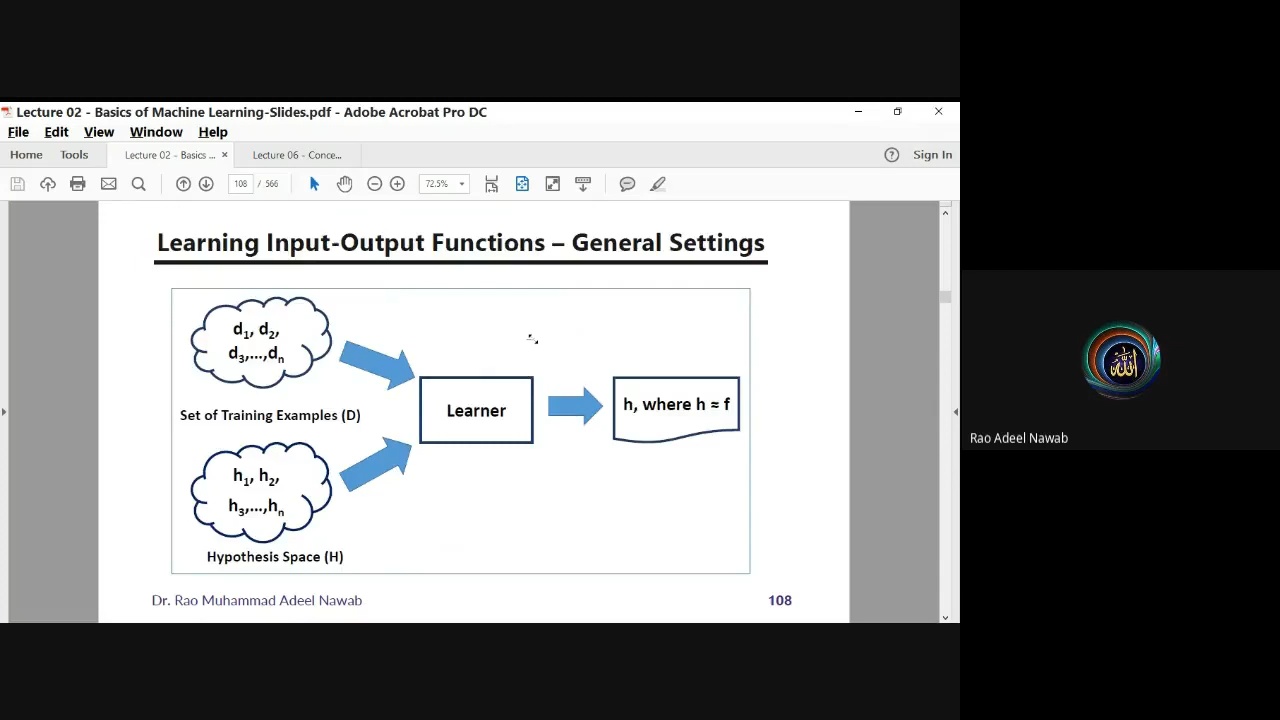 Lecture 02 - Basics of Machine Learning-Slides.pdf - Adobe Acrobat Pro DC
File Edit View Window Help
Home Tools Lecture 02 - Basics ... × Lecture 06 - Conce... Sign In
108 / 566 72.5%
Learning Input-Output Functions – General Settings
d1, d2,
d3,...,dn
Set of Training Examples (D)
Learner
h, where h ≈ f
h1, h2,
h3,...,hn
Hypothesis Space (H)
Dr. Rao Muhammad Adeel Nawab 108
الله
Rao Adeel Nawab